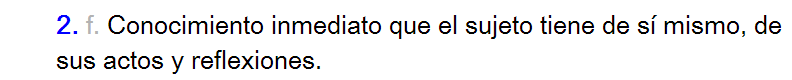 2. f. Conocimiento inmediato que el sujeto tiene de sí mismo, de
sus actos y reflexiones.